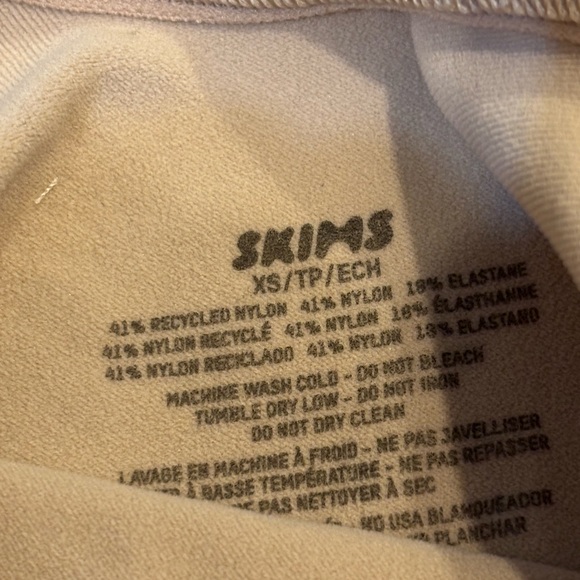 SKIMS
XS/TP/ECH
41% RECYCLED NYLON 41% NYLON 18% ELASTANE
41% NYLON RECYCLÉ 41% NYLON 18% ÉLASTHANNE
41% NYLON RECICLADO 41% NYLON 18% ELASTANO
MACHINE WASH COLD - DO NOT BLEACH
TUMBLE DRY LOW - DO NOT IRON
DO NOT DRY CLEAN
LAVAGE EN MACHINE À FROID - NE PAS JAVELLISER
À BASSE TEMPÉRATURE - NE PAS REPASSER
PAS NETTOYER À SEC
NO USA BLANQUEADOR
PLANCHAR